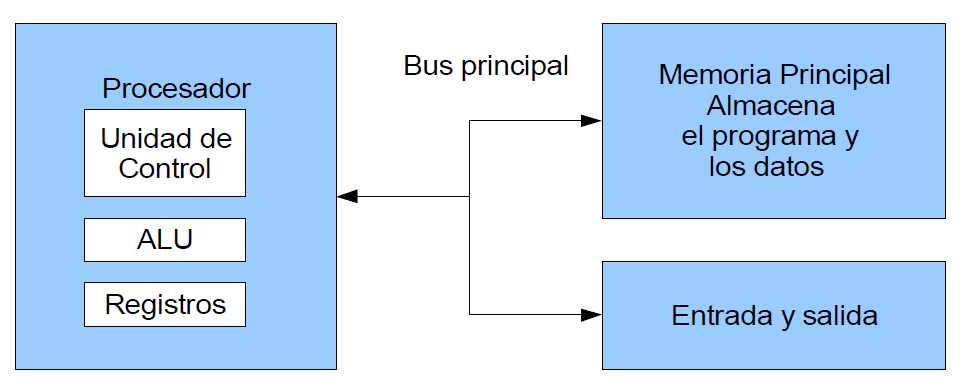 Procesador
Unidad de
Control
ALU
Registros
Bus principal
Memoria Principal
Almacena
el programa y
los datos
Entrada y salida